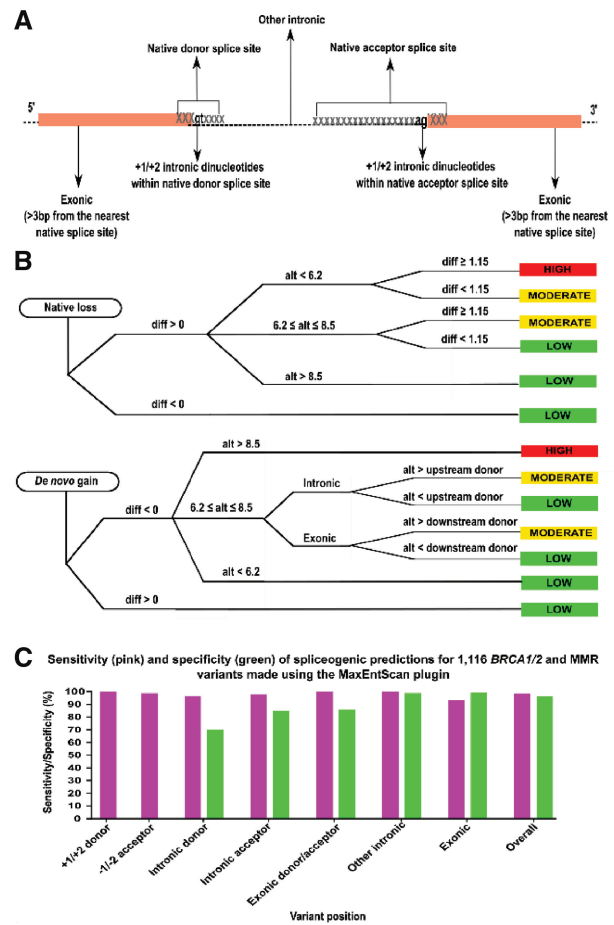 A
Other intronic
Native donor splice site
Native acceptor splice site
5'
3'
XXXgtXXXX
XXXXXXXXXXXXXXXXXXagXXX
+1/+2 intronic dinucleotides
within native donor splice site
+1/+2 intronic dinucleotides
within native acceptor splice site
Exonic
(>3bp from the nearest
native splice site)
Exonic
(>3bp from the nearest
native splice site)
B
Native loss
diff > 0
diff < 0
alt < 6.2
6.2 ≤ alt ≤ 8.5
alt > 8.5
diff ≥ 1.15
HIGH
diff < 1.15
MODERATE
diff ≥ 1.15
MODERATE
diff < 1.15
LOW
LOW
LOW
De novo gain
diff < 0
diff > 0
alt > 8.5
HIGH
6.2 ≤ alt ≤ 8.5
Intronic
alt > upstream donor
MODERATE
alt < upstream donor
LOW
Exonic
alt > downstream donor
MODERATE
alt < downstream donor
LOW
alt < 6.2
LOW
LOW
C
Sensitivity (pink) and specificity (green) of spliceogenic predictions for 1,116 BRCA1/2 and MMR
variants made using the MaxEntScan plugin
Sensitivity/Specificity (%)
100
90
80
70
60
50
40
30
20
10
0
+1/+2 donor
-1/-2 acceptor
Intronic donor
Intronic acceptor
Exonic donor/acceptor
Other intronic
Exonic
Overall
Variant position